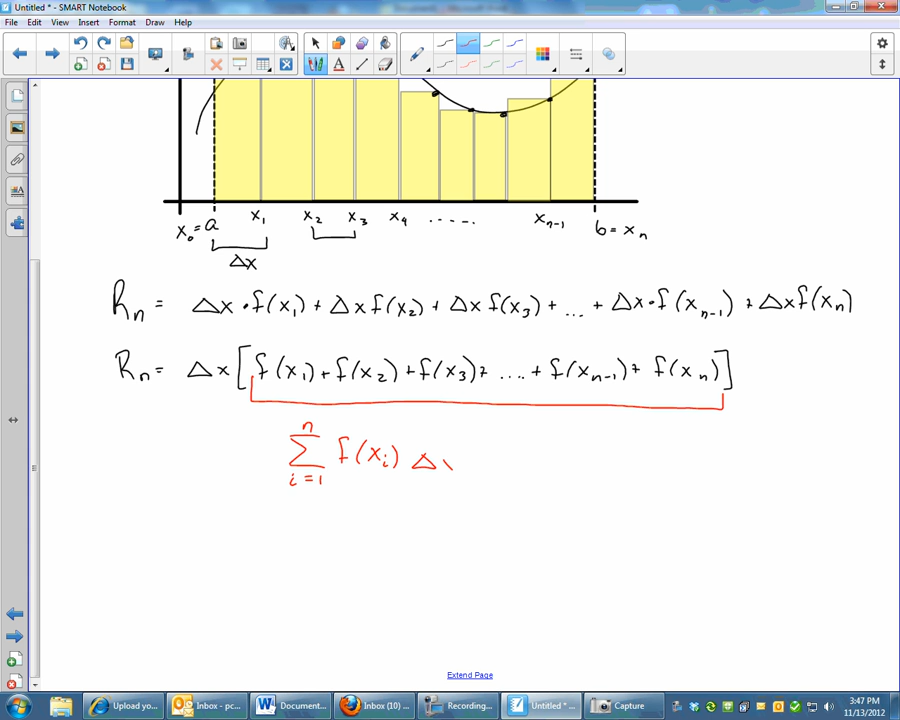 Untitled * - SMART Notebook
File Edit View Insert Format Draw Help
x₀ = a x₁ x₂ x₃ x₄ ..... xₙ₋₁ b = xₙ
Δx
Rₙ = Δx · f(x₁) + Δx f(x₂) + Δx f(x₃) + ... + Δx · f(xₙ₋₁) + Δx f(xₙ)
Rₙ = Δx [f(x₁) + f(x₂) + f(x₃) + .... + f(xₙ₋₁) + f(xₙ)]
n
∑ f(xᵢ) Δ
i = 1
Extend Page
Upload yo... Outlook - pc... Document... Inbox (10) ... Recording... Untitled * ... Capture
3:47 PM
11/13/2012